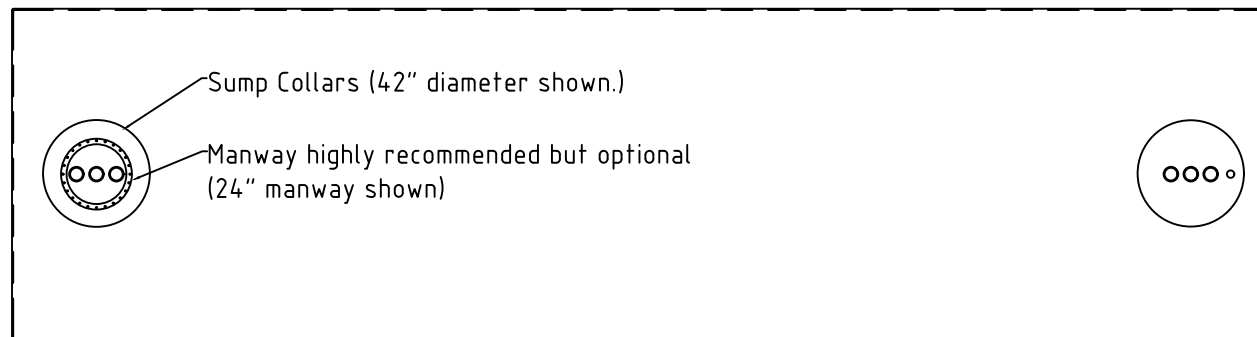 Sump Collars (42" diameter shown.)
Manway highly recommended but optional
(24" manway shown)